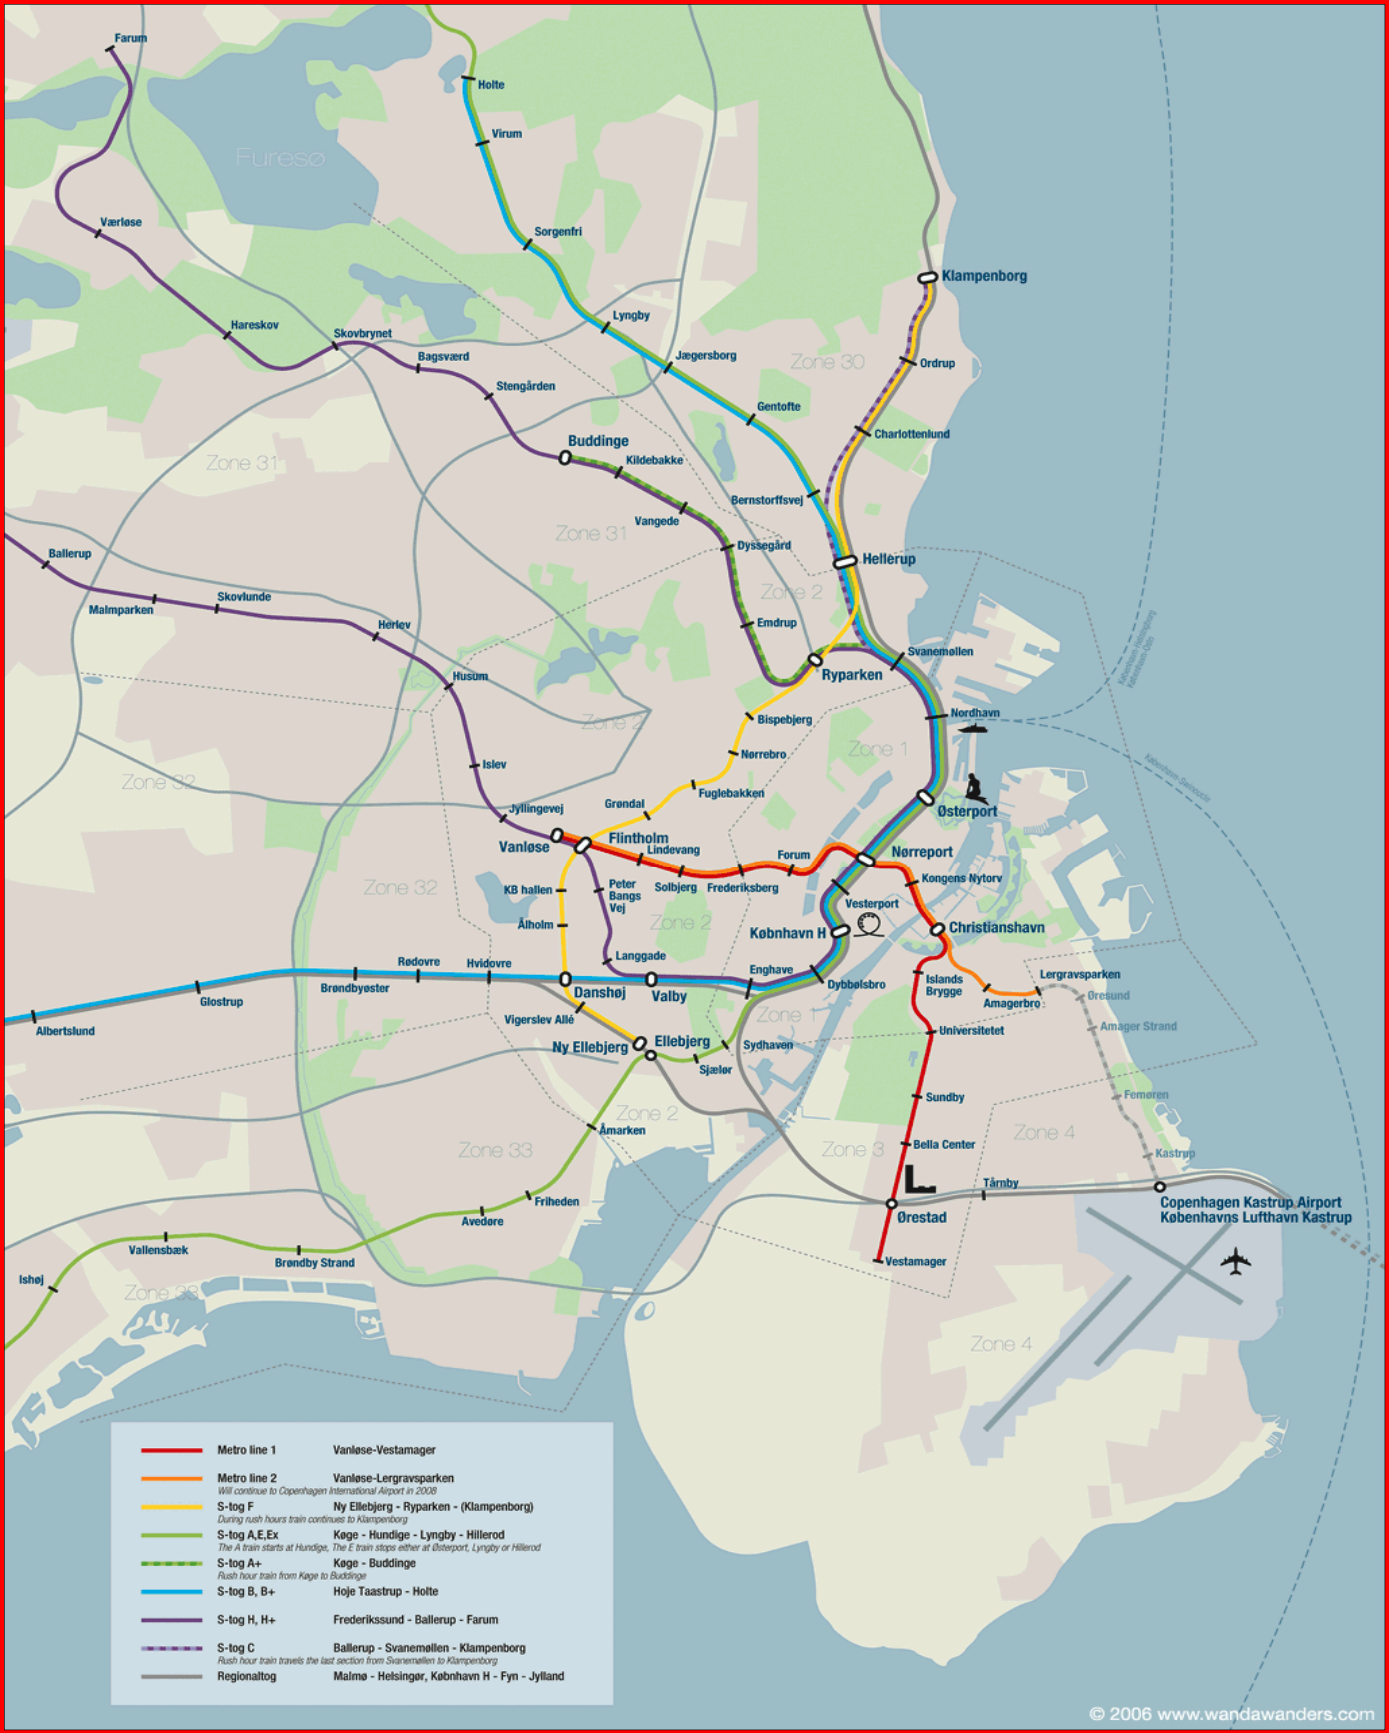 Farum
Holte
Virum
Furesø
Værløse
Sorgenfri
Klampenborg
Hareskov
Skovbrynet
Lyngby
Bagsværd
Jægersborg
Zone 30
Ordrup
Stengården
Gentofte
Charlottenlund
Buddinge
Kildebakke
Zone 31
Bernstorffsvej
Vangede
Zone 31
Dyssegård
Ballerup
Hellerup
Malmparken
Skovlunde
Zone 2
Herlev
Emdrup
Svanemøllen
Husum
Ryparken
København-Helsingborg
København-Oslo
Zone 2
Bispebjerg
Nordhavn
Islev
Nørrebro
Zone 1
Zone 32
København-Swinoujscie
Fuglebakken
Jyllingevej
Grøndal
Østerport
Vanløse
Flintholm
Lindevang
Forum
Nørreport
Zone 32
KB hallen
Peter
Bangs
Vej
Solbjerg
Frederiksberg
Kongens Nytorv
Vesterport
Ålholm
Zone 2
Københavnn H
Christianshavn
Langgade
Rødovre
Hvidovre
Enghave
Lergravsparken
Brøndbyøster
Glostrup
Danshøj
Valby
Dybbølsbro
Islands
Brygge
Amagerbro
Øresund
Albertslund
Vigerslev Allé
Zone 1
Universitetet
Amager Strand
Ny Ellebjerg
Ellebjerg
Sydhaven
Sjælør
Sundby
Femøren
Zone 2
Åmarken
Zone 33
Zone 3
Bella Center
Zone 4
Kastrup
Tårnby
Friheden
Avedøre
Ørestad
Copenhagen Kastrup Airport
Københavns Lufthavn Kastrup
Vallensbæk
Brøndby Strand
Vestamager
Ishøj
Zone 33
Zone 4
Metro line 1 Vanløse-Vestamager
Metro line 2 Vanløse-Lergravsparken
Will continue to Copenhagen International Airport in 2008
S-tog F Ny Ellebjerg - Ryparken - (Klampenborg)
During rush hours train continues to Klampenborg
S-tog A,E,Ex Køge - Hundige - Lyngby - Hillerod
The A train starts at Hundige, The E train stops either at Østerport, Lyngby or Hillerod
S-tog A+ Køge - Buddinge
Rush hour train from Køge to Buddinge
S-tog B, B+ Hoje Taastrup - Holte
S-tog H, H+ Frederikssund - Ballerup - Farum
S-tog C Ballerup - Svanemøllen - Klampenborg
Rush hour train travels the last section from Svanemøllen to Klampenborg
Regionaltog Malmø - Helsingør, København H - Fyn - Jylland
© 2006 www.wandawanders.com